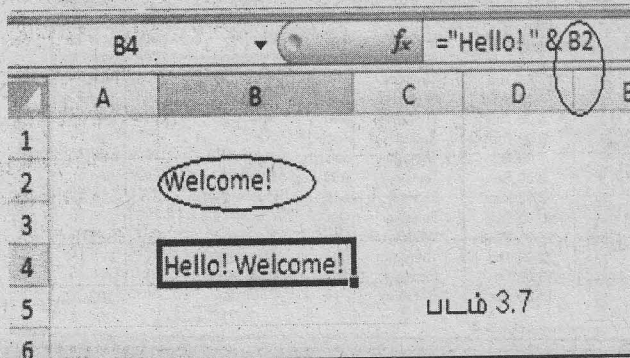 B4 fx ="Hello! " & B2
A B C D E
1
2 Welcome!
3
4 Hello! Welcome!
5 படம் 3.7
6